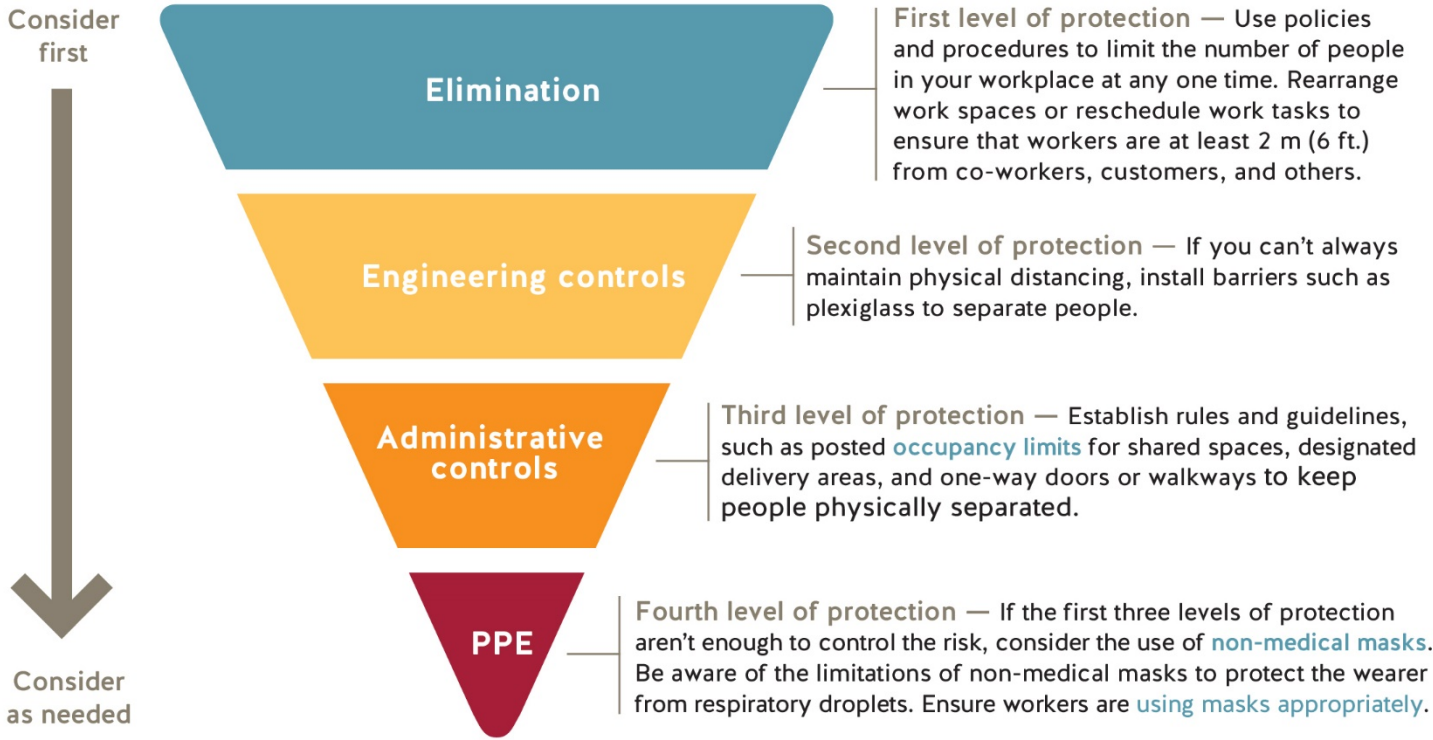 Consider
first
Elimination
First level of protection — Use policies
and procedures to limit the number of people
in your workplace at any one time. Rearrange
work spaces or reschedule work tasks to
ensure that workers are at least 2 m (6 ft.)
from co-workers, customers, and others.
Engineering controls
Second level of protection — If you can’t always
maintain physical distancing, install barriers such as
plexiglass to separate people.
Administrative
controls
Third level of protection — Establish rules and guidelines,
such as posted occupancy limits for shared spaces, designated
delivery areas, and one-way doors or walkways to keep
people physically separated.
PPE
Fourth level of protection — If the first three levels of protection
aren’t enough to control the risk, consider the use of non-medical masks.
Be aware of the limitations of non-medical masks to protect the wearer
from respiratory droplets. Ensure workers are using masks appropriately.
Consider
as needed